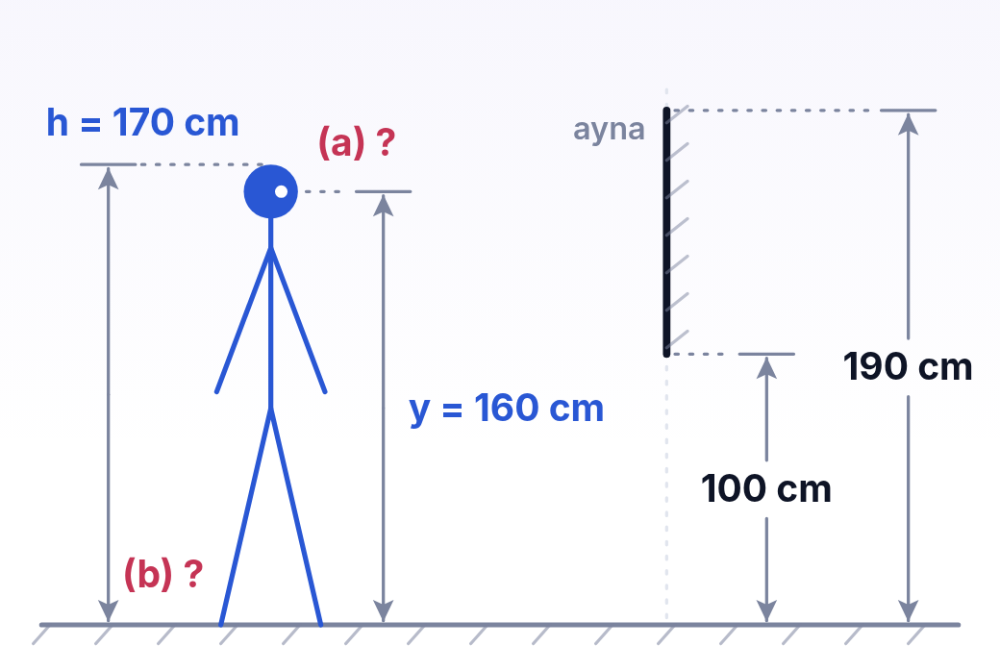 h = 170 cm
(a) ?
ayna
190 cm
y = 160 cm
100 cm
(b) ?